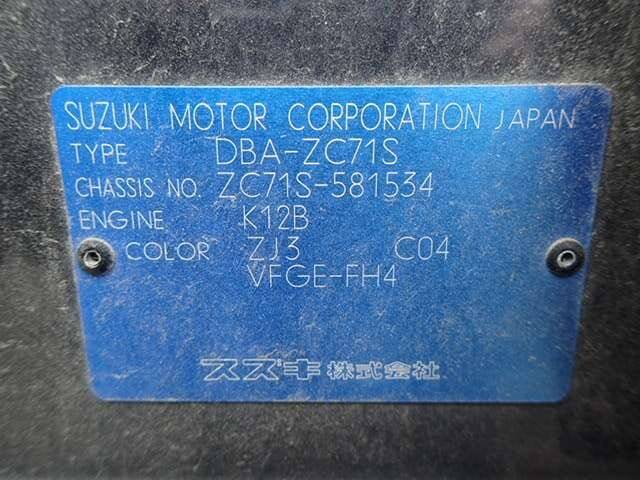 SUZUKI MOTOR CORPORATION JAPAN
TYPE DBA-ZC71S
CHASSIS NO. ZC71S-581534
ENGINE K12B
COLOR ZJ3 C04
VFGE-FH4
スズキ株式会社